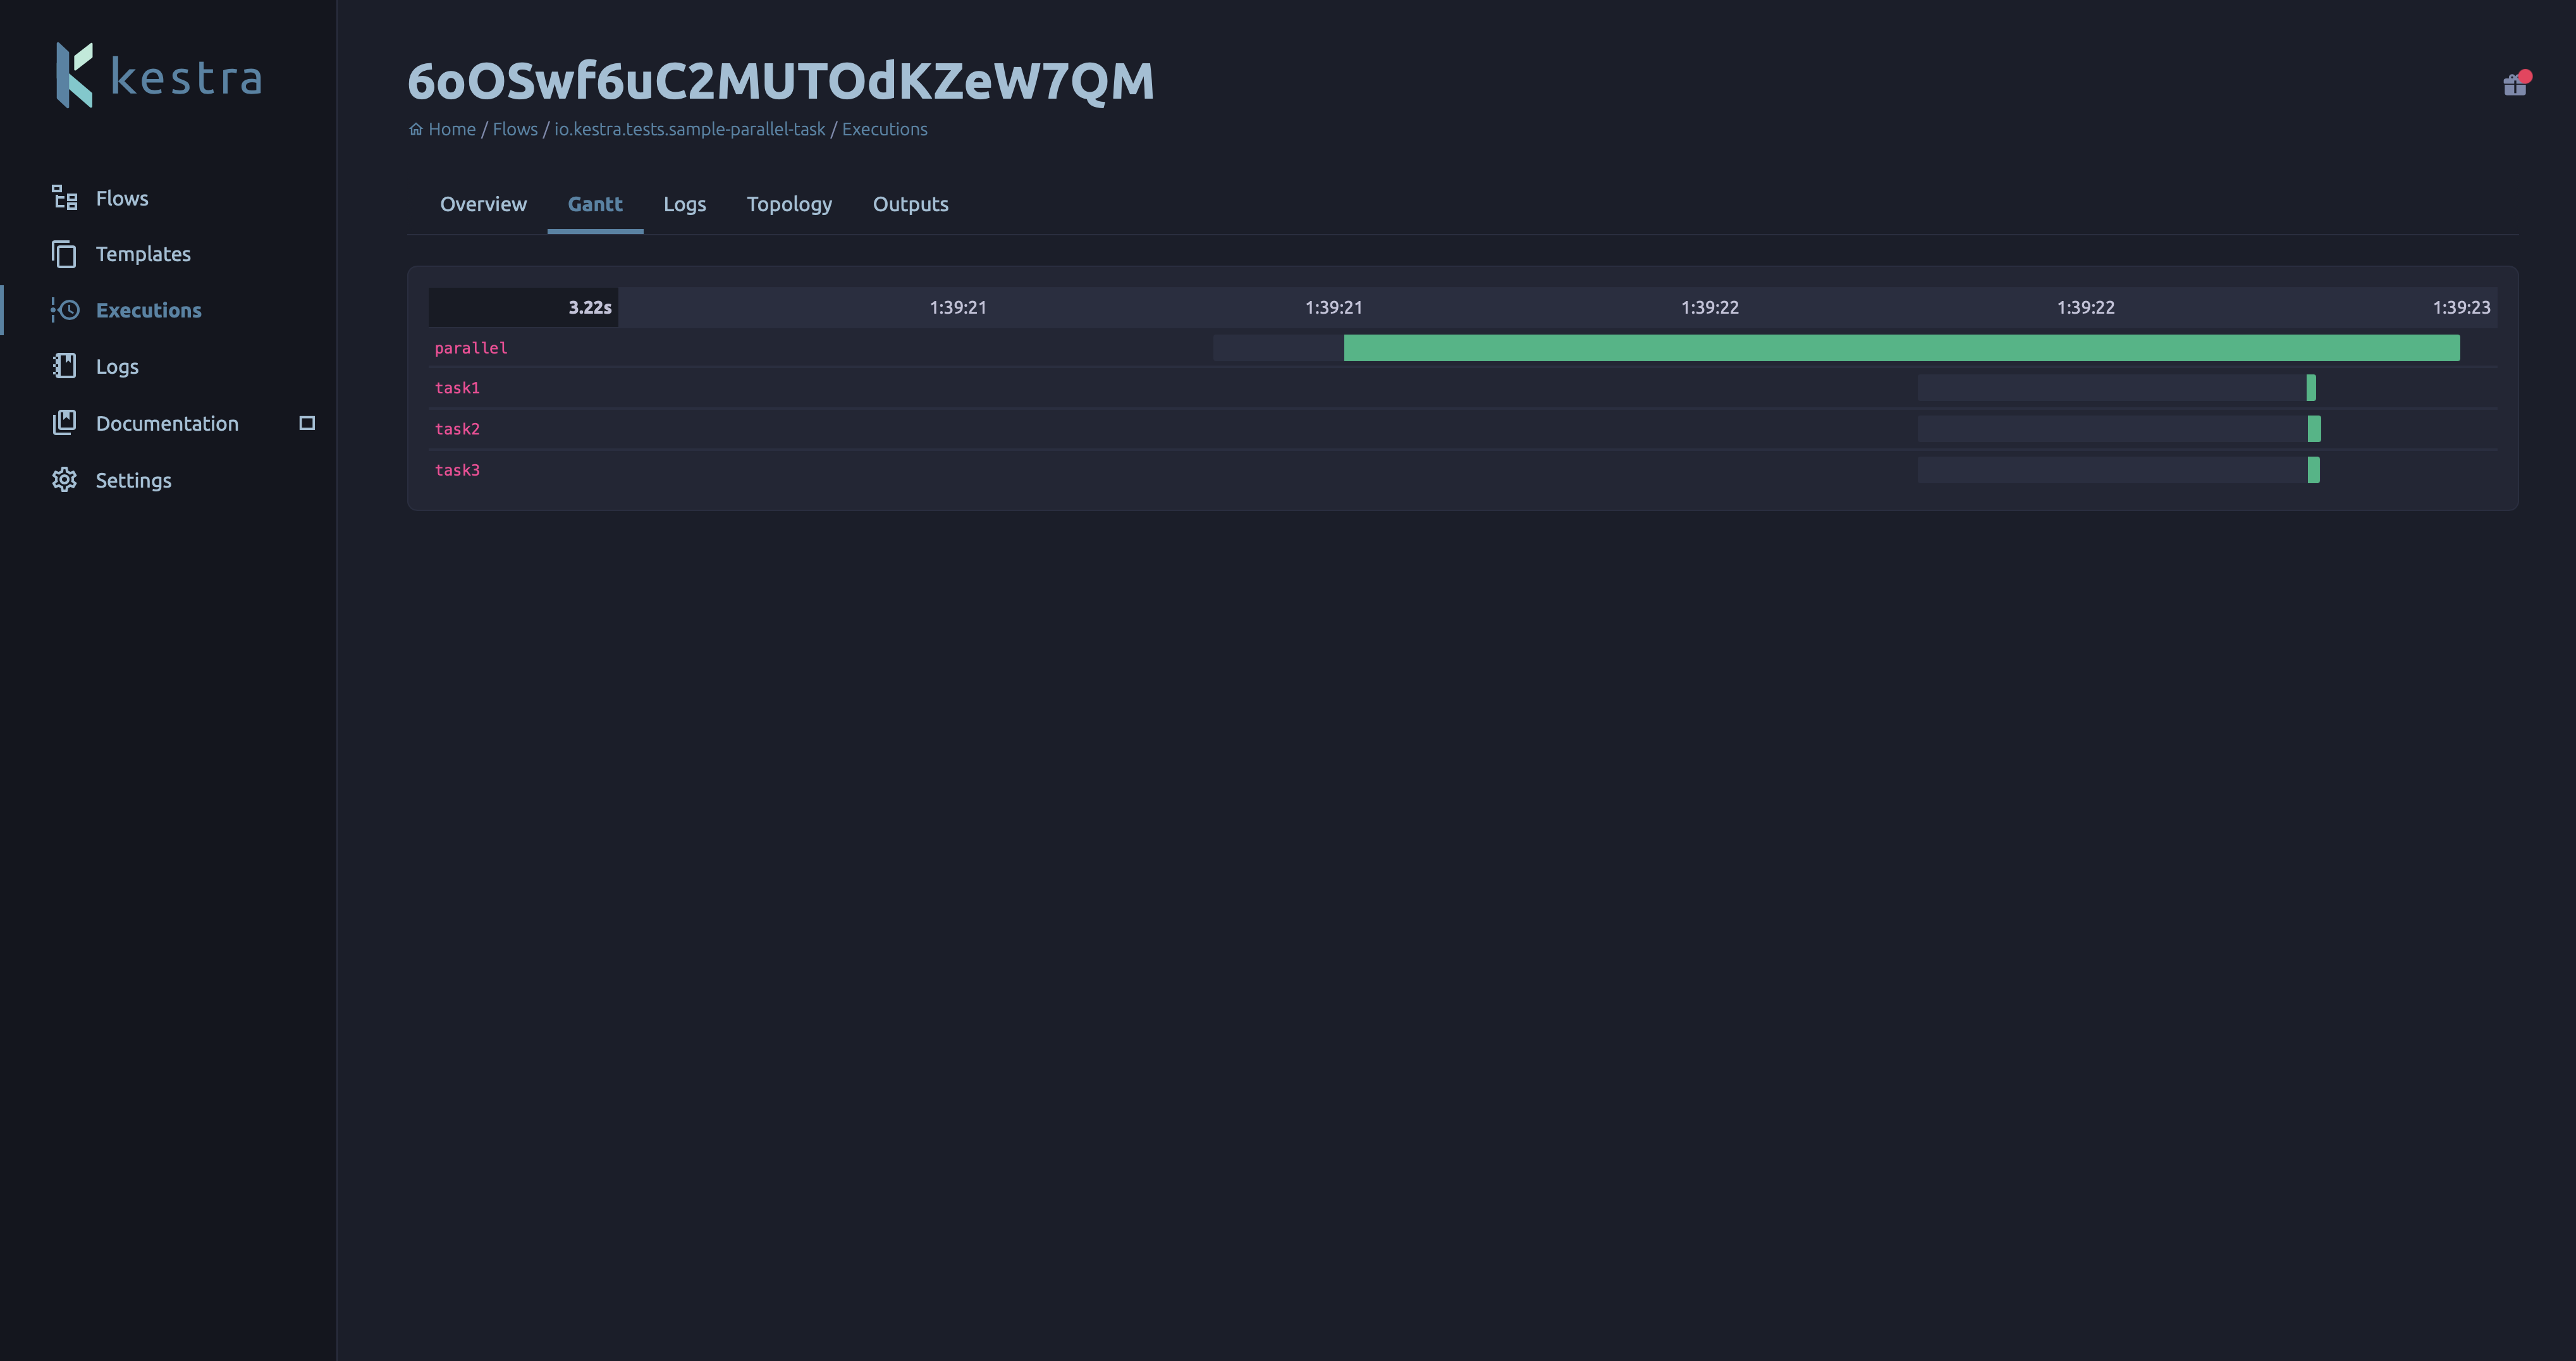 kestra
Flows
Templates
Executions
Logs
Documentation
Settings
6oOSwf6uC2MUTOdKZeW7QM
Home / Flows / io.kestra.tests.sample-parallel-task / Executions
Overview Gantt Logs Topology Outputs
3.22s 1:39:21 1:39:21 1:39:22 1:39:22 1:39:23
parallel
task1
task2
task3